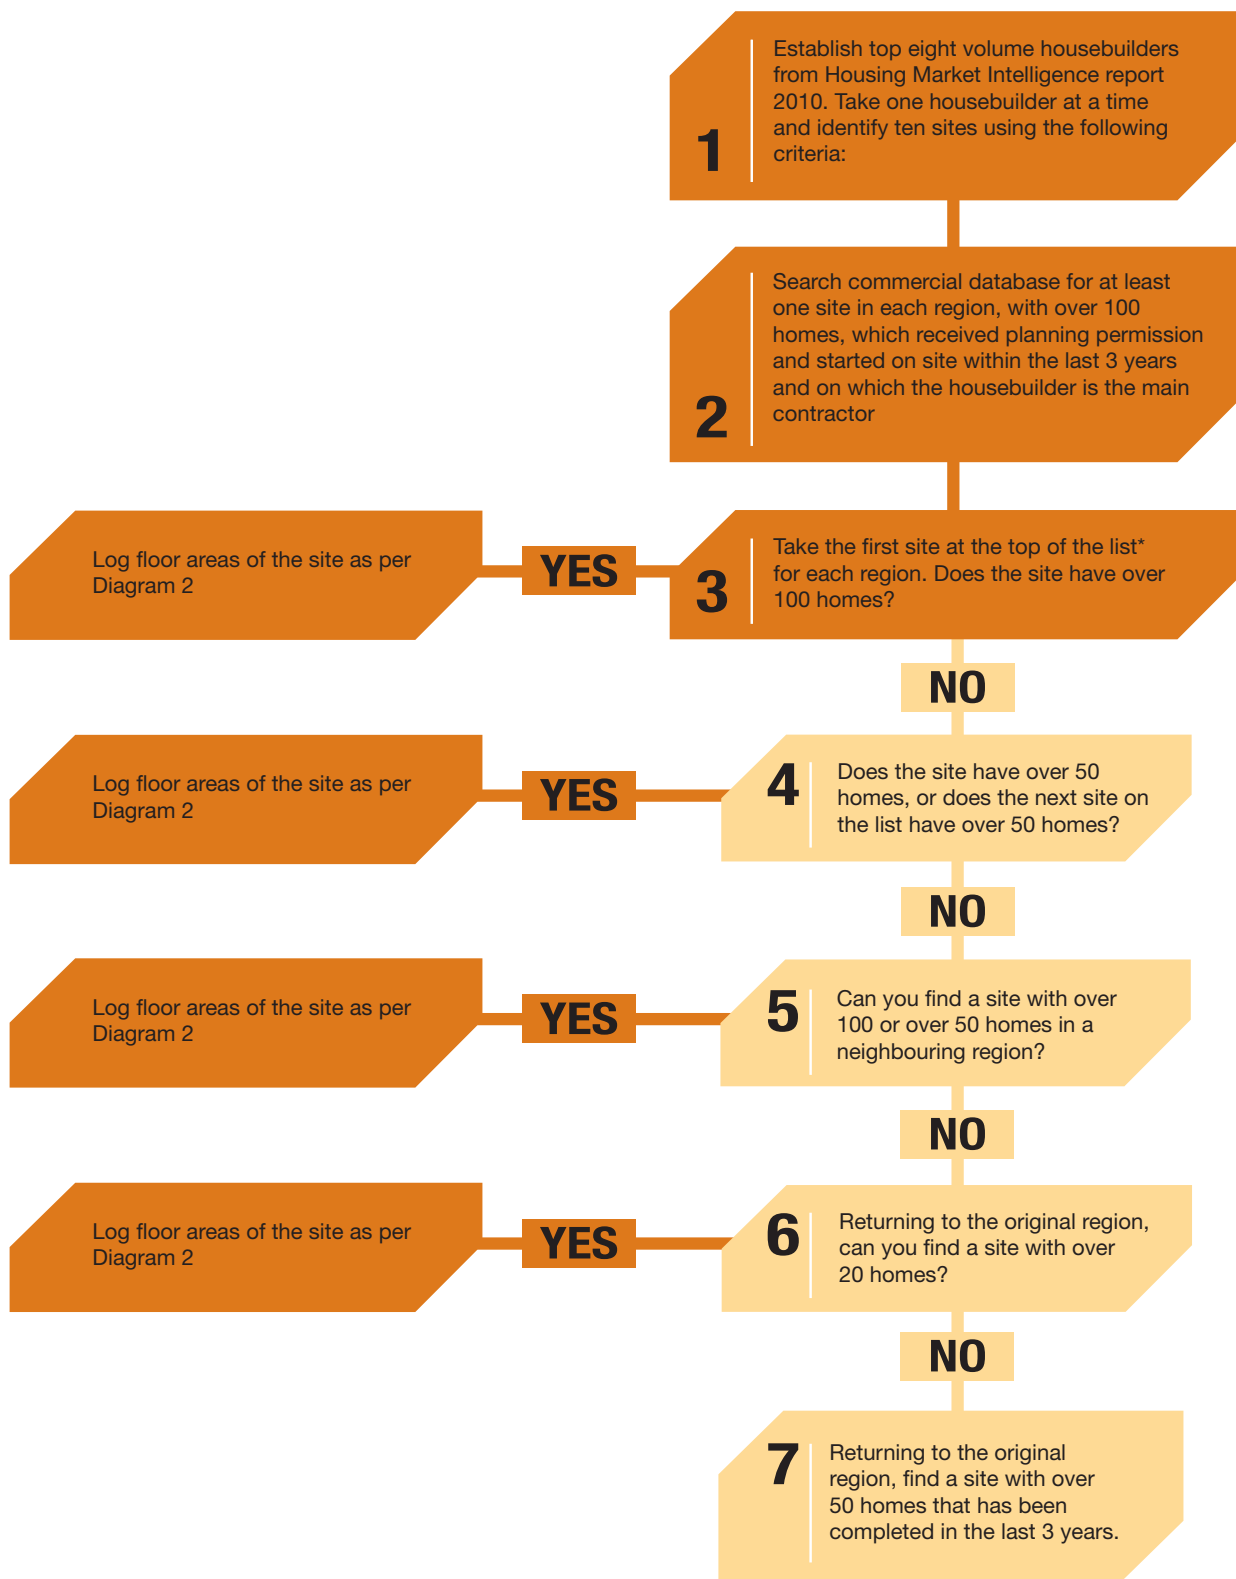 Establish top eight volume housebuilders
from Housing Market Intelligence report
2010. Take one housebuilder at a time
and identify ten sites using the following
criteria:
1
Search commercial database for at least
one site in each region, with over 100
homes, which received planning permission
and started on site within the last 3 years
and on which the housebuilder is the main
contractor
2
Take the first site at the top of the list*
for each region. Does the site have over
100 homes?
3
YES
Log floor areas of the site as per
Diagram 2
NO
4
Does the site have over 50
homes, or does the next site on
the list have over 50 homes?
YES
Log floor areas of the site as per
Diagram 2
NO
5
Can you find a site with over
100 or over 50 homes in a
neighbouring region?
YES
Log floor areas of the site as per
Diagram 2
NO
6
Returning to the original region,
can you find a site with over
20 homes?
YES
Log floor areas of the site as per
Diagram 2
NO
7
Returning to the original
region, find a site with over
50 homes that has been
completed in the last 3 years.